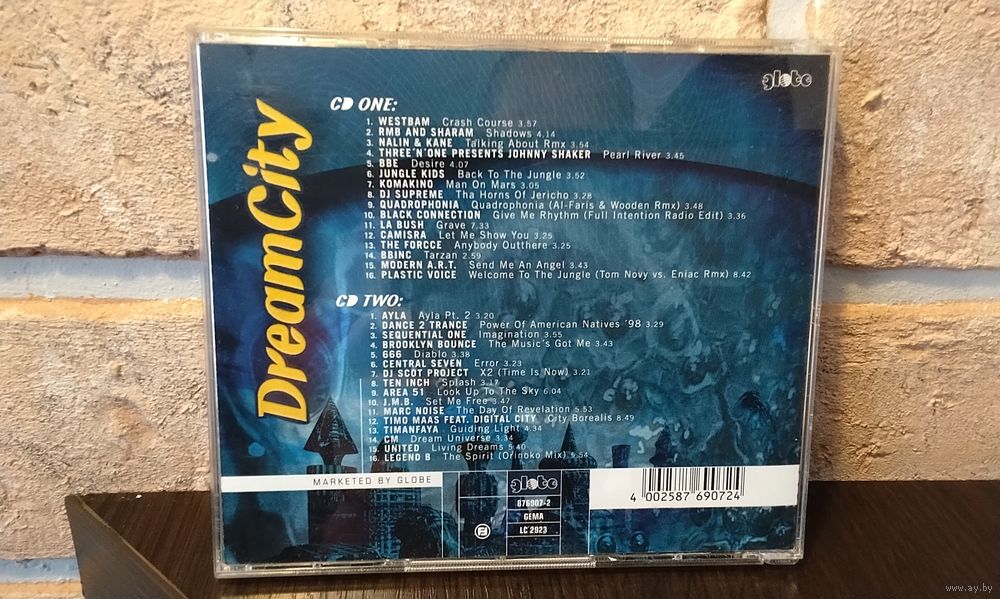 globe
DreamCity
CD ONE:
1. WESTBAM Crash Course 3.57
2. RMB AND SHARAM Shadows 4.14
3. NALIN & KANE Talking About Rmx 3.54
4. THREE'N'ONE PRESENTS JOHNNY SHAKER Pearl River 3.45
5. BBE Desire 4.07
6. JUNGLE KIDS Back To The Jungle 3.52
7. KOMAKINO Man On Mars 3.05
8. DJ SUPREME Tha Horns Of Jericho 3.28
9. QUADROPHONIA Quadrophonia (Al-Faris & Wooden Rmx) 3.48
10. BLACK CONNECTION Give Me Rhythm (Full Intention Radio Edit) 3.36
11. LA BUSH Grave 7.33
12. CAMISRA Let Me Show You 3.25
13. THE FORCCE Anybody Outthere 3.25
14. BBINC Tarzan 2.59
15. MODERN A.R.T. Send Me An Angel 3.43
16. PLASTIC VOICE Welcome To The Jungle (Tom Novy vs. Eniac Rmx) 8.42
CD TWO:
1. AYLA Ayla Pt. 2 3.20
2. DANCE 2 TRANCE Power Of American Natives '98 3.29
3. SEQUENTIAL ONE Imagination 3.55
4. BROOKLYN BOUNCE The Music's Got Me 3.43
5. 666 Diablo 3.38
6. CENTRAL SEVEN Error 3.23
7. DJ SCOT PROJECT X2 (Time Is Now) 3.21
8. TEN INCH Splash 3.17
9. AREA 51 Look Up To The Sky 6.04
10. J.M.B. Set Me Free 3.47
11. MARC NOISE The Day Of Revelation 5.53
12. TIMO MAAS FEAT. DIGITAL CITY City Borealis 8.49
13. TIMANFAYA Guiding Light 4.34
14. CM Dream Universe 3.34
15. UNITED Living Dreams 5.40
16. LEGEND B The Spirit (Orinoko Mix) 5.54
MARKETED BY GLOBE
globe
876907-2
GEMA
LC 2923
4 002587 690724
www.ay.by